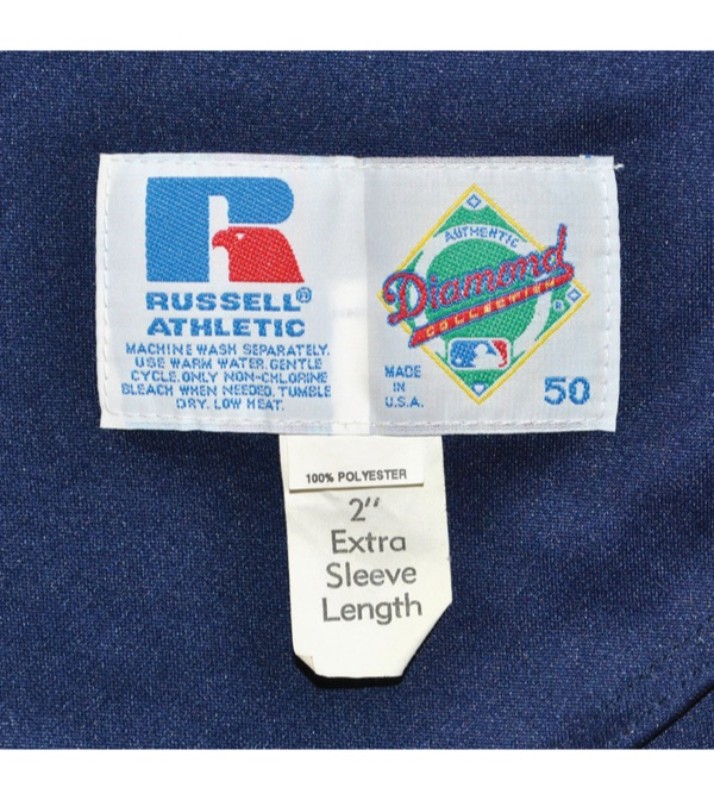 RUSSELL®
ATHLETIC
MACHINE WASH SEPARATELY.
USE WARM WATER. GENTLE
CYCLE. ONLY NON-CHLORINE
BLEACH WHEN NEEDED. TUMBLE
DRY. LOW HEAT.
AUTHENTIC
Diamond
COLLECTION
MADE
IN
U.S.A.
50
100% POLYESTER
2"
Extra
Sleeve
Length